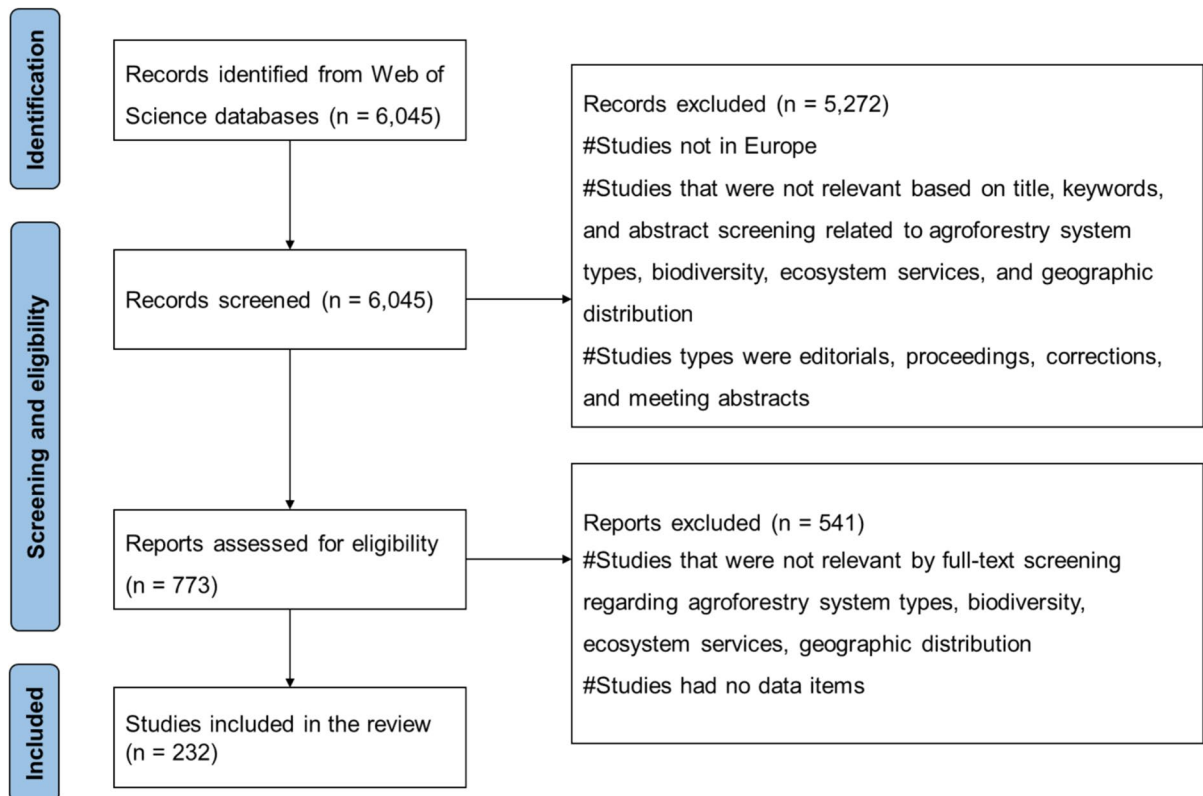 Identification
Records identified from Web of
Science databases (n = 6,045)
Records excluded (n = 5,272)
#Studies not in Europe
#Studies that were not relevant based on title, keywords,
and abstract screening related to agroforestry system
types, biodiversity, ecosystem services, and geographic
distribution
#Studies types were editorials, proceedings, corrections,
and meeting abstracts
Screening and eligibility
Records screened (n = 6,045)
Reports assessed for eligibility
(n = 773)
Reports excluded (n = 541)
#Studies that were not relevant by full-text screening
regarding agroforestry system types, biodiversity,
ecosystem services, geographic distribution
#Studies had no data items
Included
Studies included in the review
(n = 232)